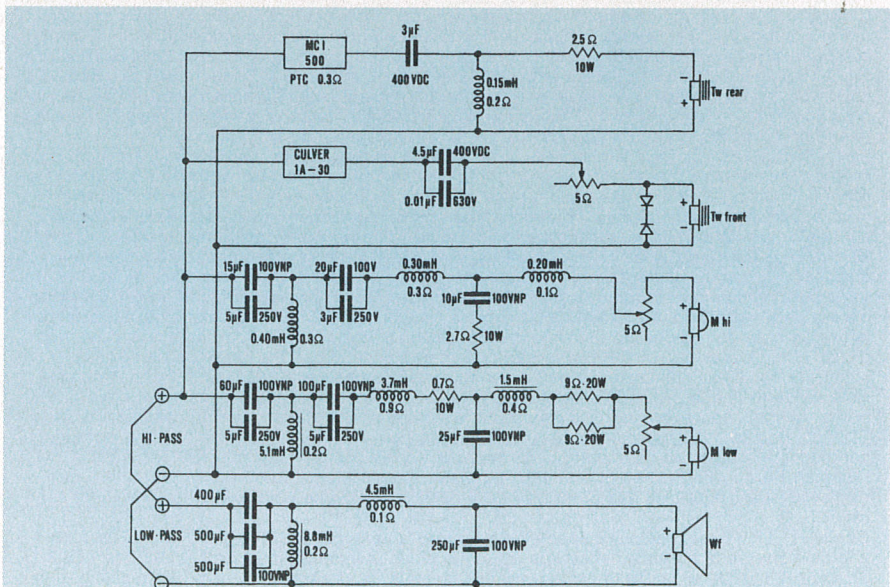 MCI
500
PTC 0.3Ω
3µF
400VDC
2.5Ω
10W
0.15mH
0.2Ω
-
+
Tw rear
CULVER
1A-30
4.5µF 400VDC
0.01µF 630V
5Ω
+
-
Tw front
15µF 100VNP
5µF 250V
0.40mH 0.3Ω
20µF 100V
3µF 250V
0.30mH
0.3Ω
10µF 100VNP
2.7Ω 10W
0.20mH
0.1Ω
5Ω
+
-
M hi
60µF 100VNP
5µF 250V
5.1mH 0.2Ω
100µF 100VNP
5µF 250V
3.7mH
0.9Ω
0.7Ω
10W
25µF 100VNP
1.5mH
0.4Ω
9Ω·20W
9Ω·20W
5Ω
+
-
M low
+
HI-PASS
-
+
LOW-PASS
-
400µF
500µF
500µF
100VNP
8.8mH
0.2Ω
4.5mH
0.1Ω
250µF 100VNP
+
-
Wf